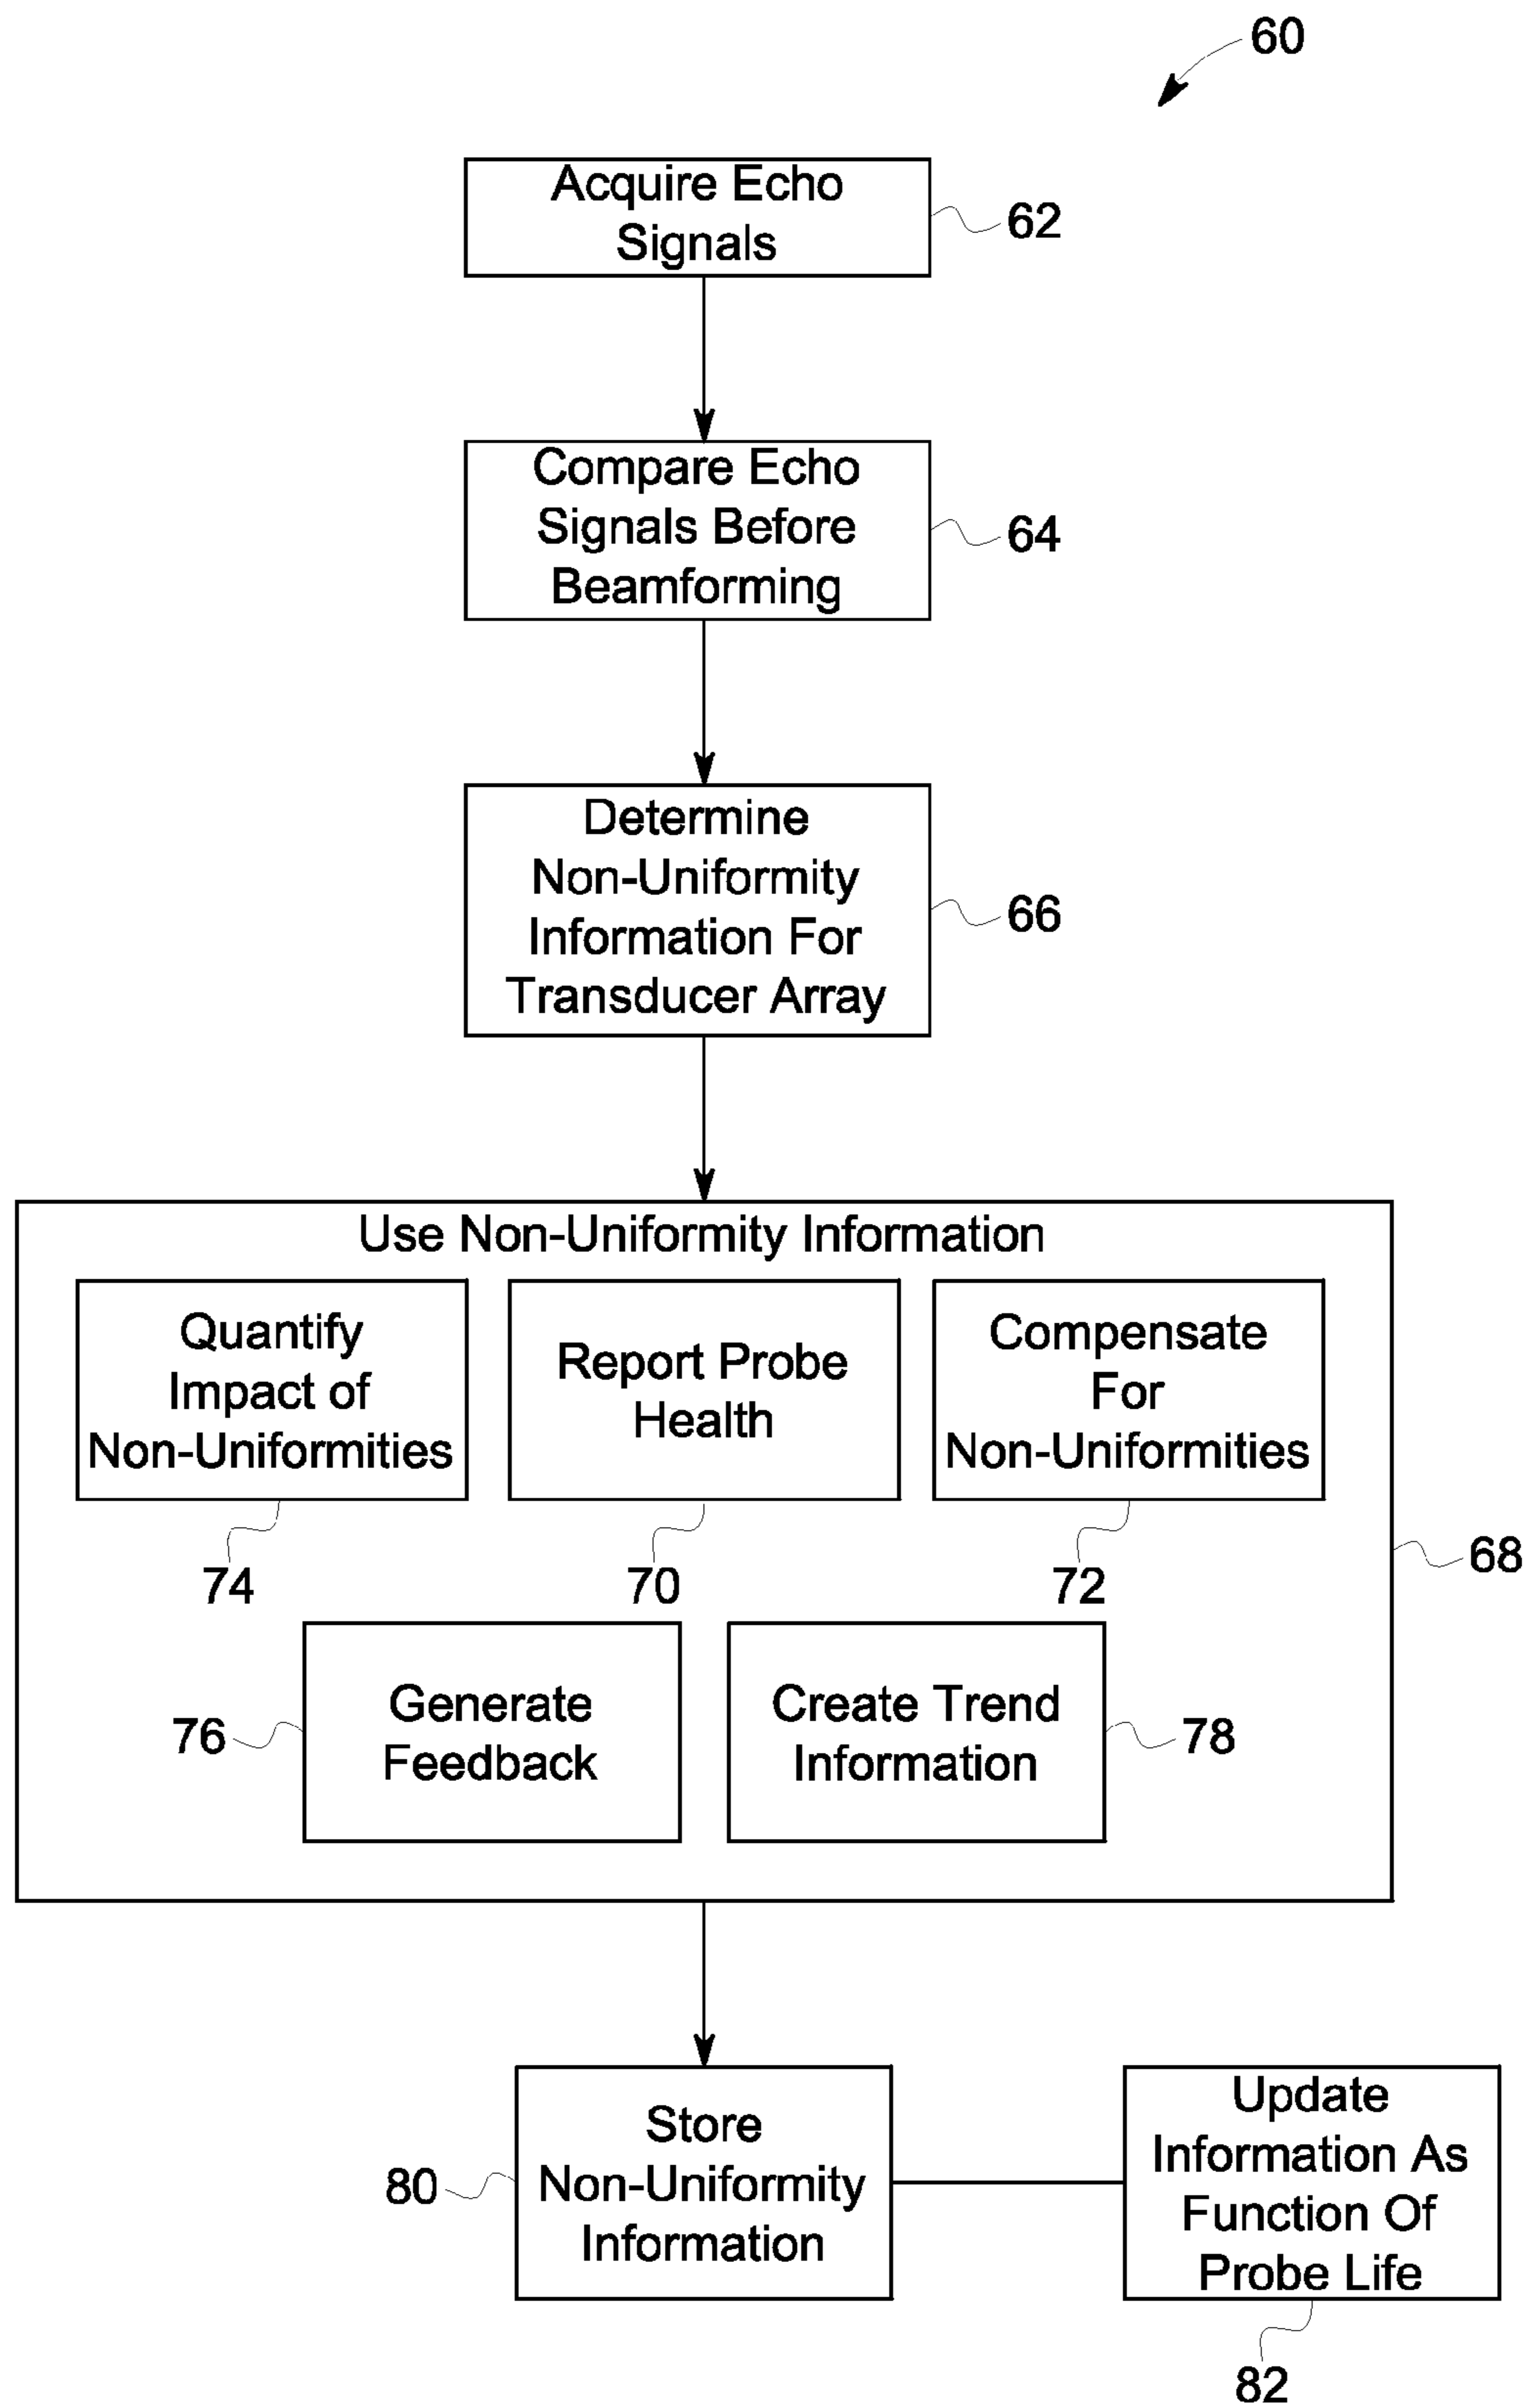 60
Acquire Echo
Signals
62
Compare Echo
Signals Before
Beamforming
64
Determine
Non-Uniformity
Information For
Transducer Array
66
Use Non-Uniformity Information
Quantify
Impact of
Non-Uniformities
74
Report Probe
Health
70
Compensate
For
Non-Uniformities
72
68
Generate
Feedback
76
Create Trend
Information
78
Store
Non-Uniformity
Information
80
Update
Information As
Function Of
Probe Life
82